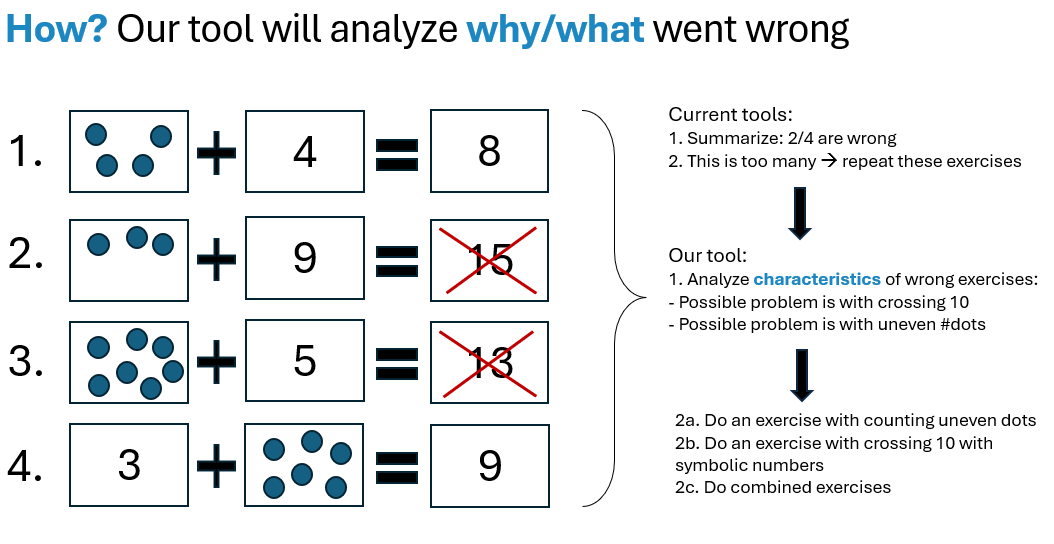 How? Our tool will analyze why/what went wrong
1. + 4 = 8
2. + 9 = 15
3. + 5 = 13
4. 3 + = 9
Current tools:
1. Summarize: 2/4 are wrong
2. This is too many → repeat these exercises
Our tool:
1. Analyze characteristics of wrong exercises:
- Possible problem is with crossing 10
- Possible problem is with uneven #dots
2a. Do an exercise with counting uneven dots
2b. Do an exercise with crossing 10 with
symbolic numbers
2c. Do combined exercises